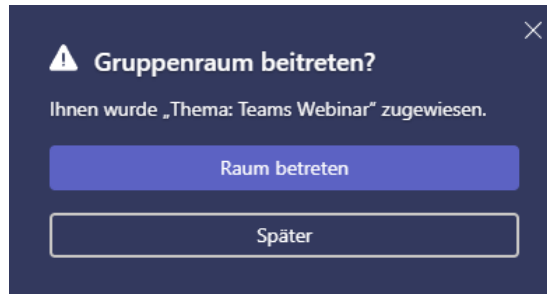 Gruppenraum beitreten?
Ihnen wurde „Thema: Teams Webinar“ zugewiesen.
Raum betreten
Später